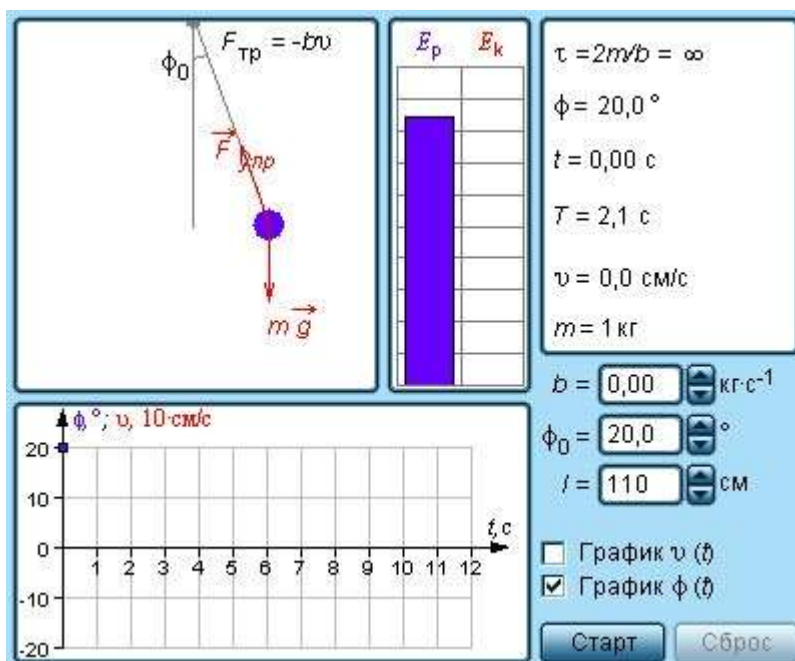 F тр = -bυ
ϕ0
F упр
m g
Ep Ek
τ = 2m/b = ∞
ϕ = 20,0 °
t = 0,00 с
T = 2,1 с
υ = 0,0 см/с
m = 1 кг
b = 0,00 кг·с-1
ϕ0 = 20,0 °
l = 110 см
График υ (t)
График ϕ (t)
Старт Сброс
ϕ,°; υ, 10·см/с
20
10
0
-10
-20
1 2 3 4 5 6 7 8 9 10 11 12
t, с